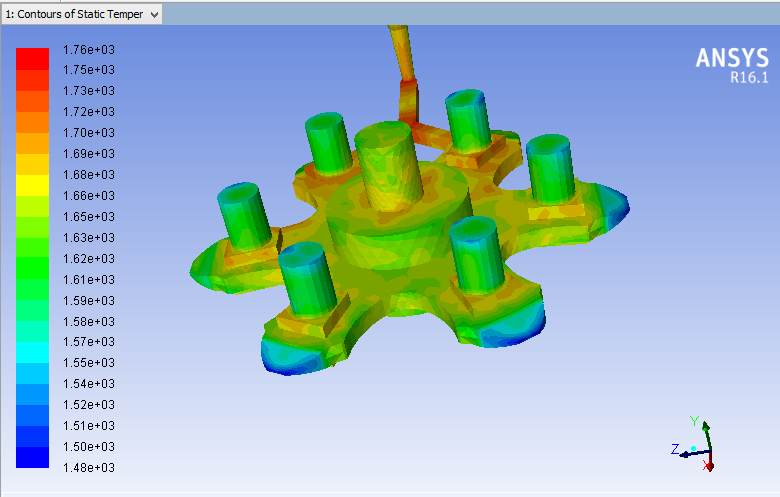 1: Contours of Static Temper
1.76e+03
1.75e+03
1.73e+03
1.72e+03
1.70e+03
1.69e+03
1.68e+03
1.66e+03
1.65e+03
1.63e+03
1.62e+03
1.61e+03
1.59e+03
1.58e+03
1.57e+03
1.55e+03
1.54e+03
1.52e+03
1.51e+03
1.50e+03
1.48e+03
ANSYS
R16.1
Y
Z
X